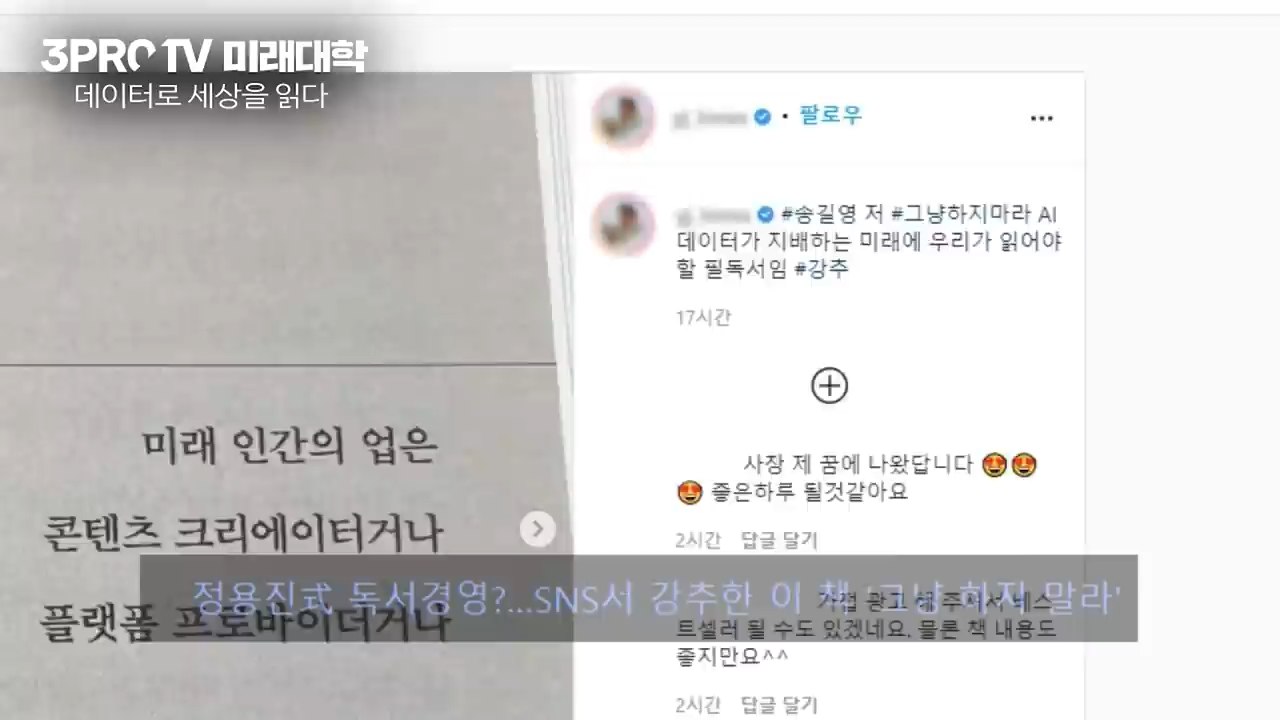 3PROTV 미래대학
데이터로 세상을 읽다
• 팔로우
#송길영 저 #그냥하지마라 AI
데이터가 지배하는 미래에 우리가 읽어야
할 필독서임 #강추
17시간
사장 제 꿈에 나왔답니다 😍😍
😍 좋은하루 될것같아요
2시간 답글 달기
미래 인간의 업은
콘텐츠 크리에이터거나
플랫폼 프로바이더거나
정용진式 독서경영?...SNS서 강추한 이 책 '그냥 하지 말라'
트셀러 될 수도 있겠네요. 물론 책 내용도
좋지만요^^
2시간 답글 달기